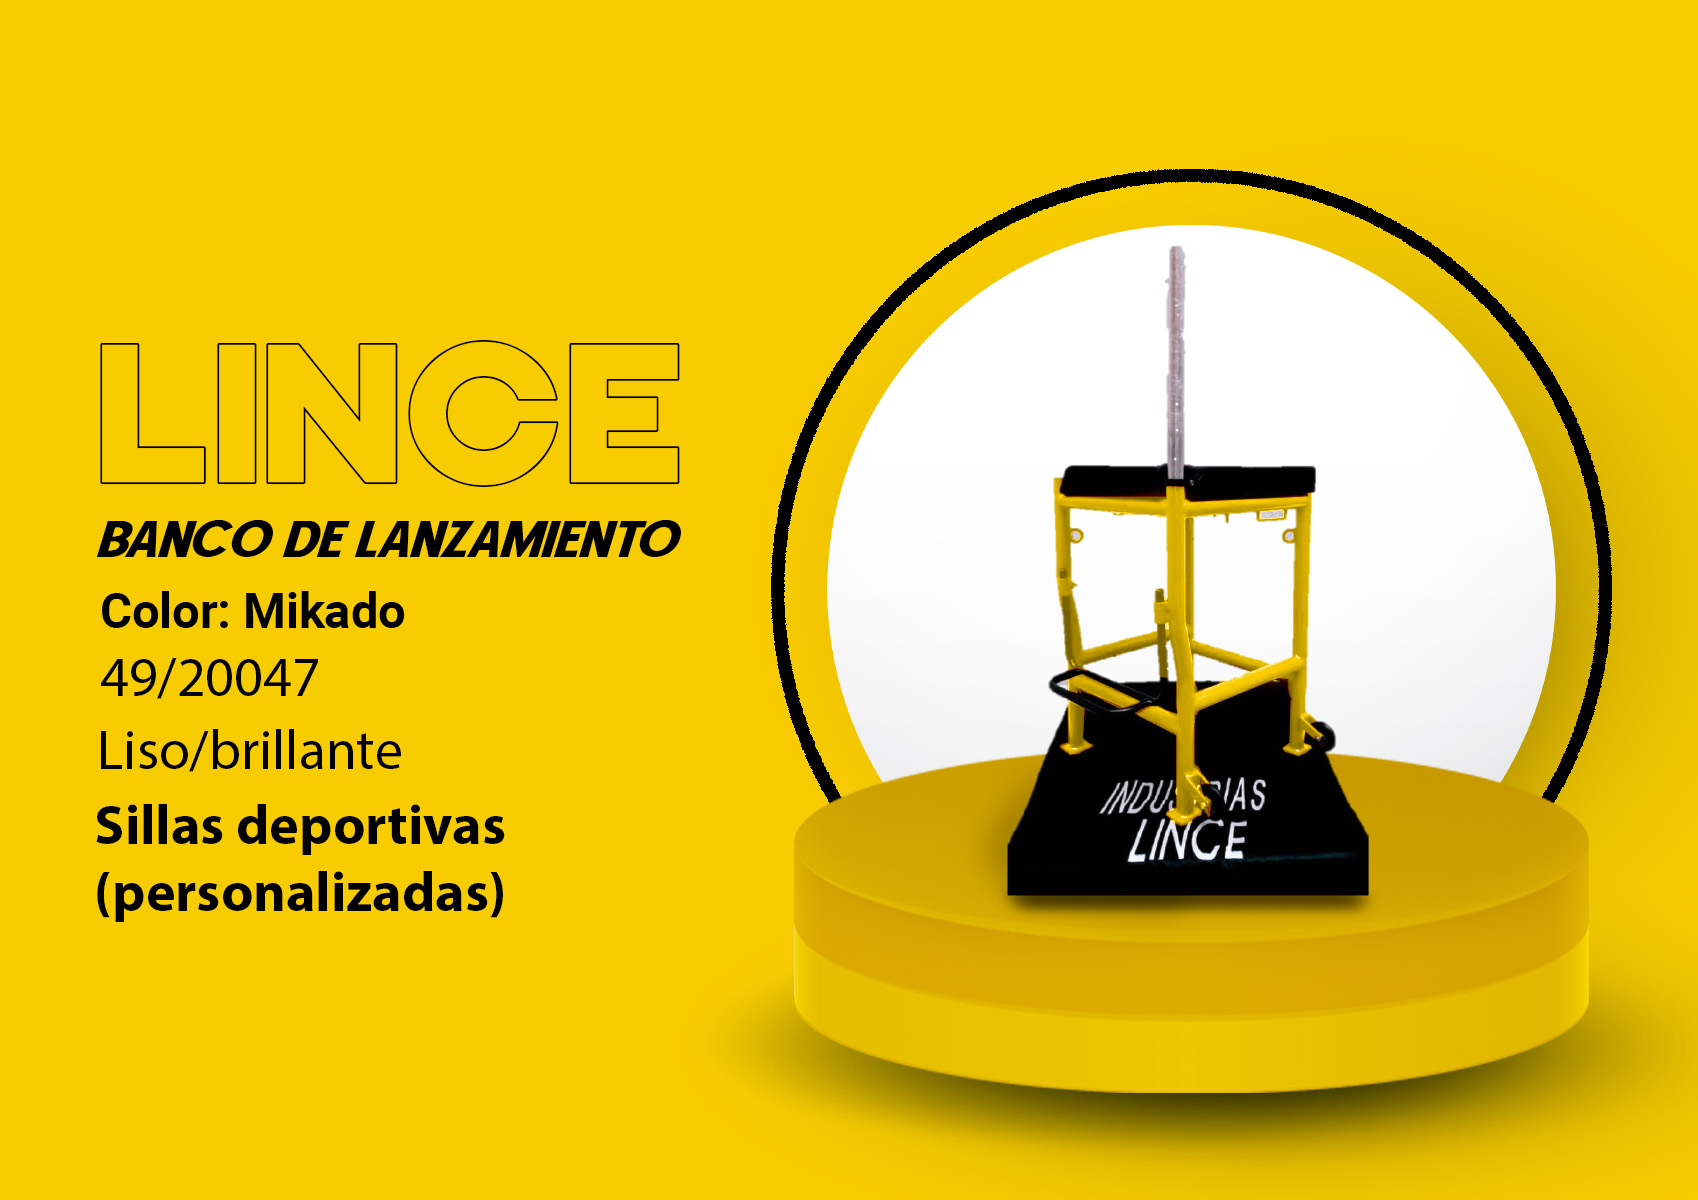 LINCE
BANCO DE LANZAMIENTO
Color: Mikado
49/20047
Liso/brillante
Sillas deportivas
(personalizadas)
LINCE